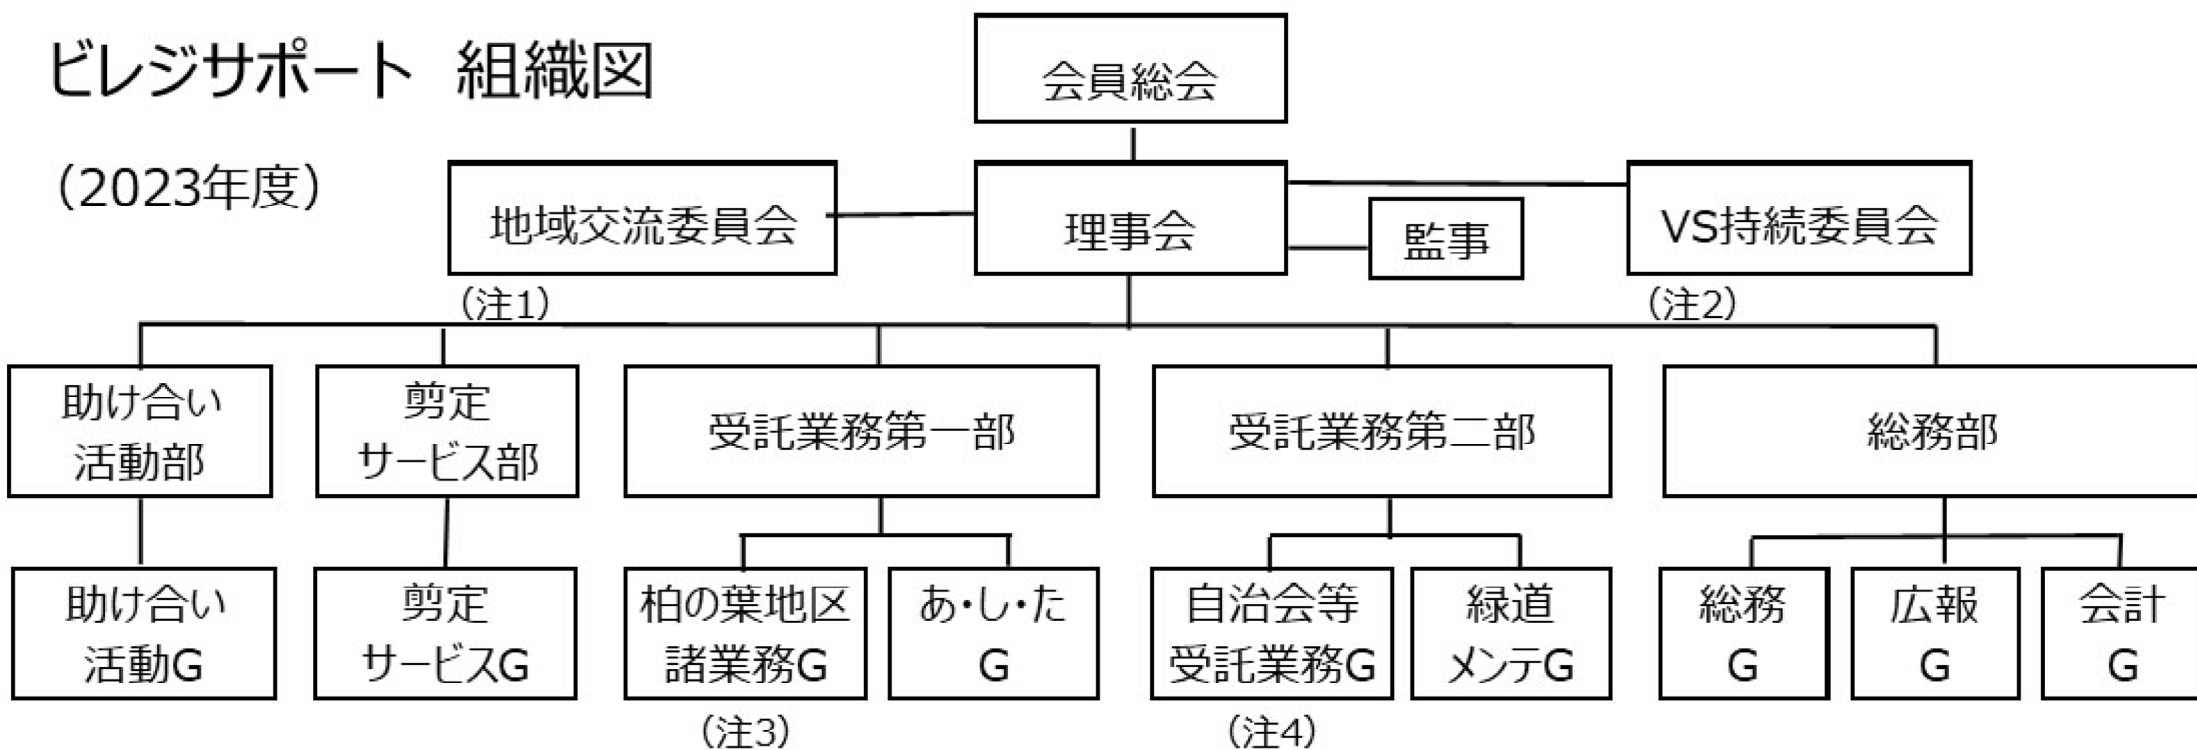 ビレジサポート 組織図
(2023年度)
会員総会
地域交流委員会
理事会
監事
VS持続委員会
(注1)
(注2)
助け合い
活動部
剪定
サービス部
受託業務第一部
受託業務第二部
総務部
助け合い
活動G
剪定
サービスG
柏の葉地区
諸業務G
あ・し・た
G
自治会等
受託業務G
緑道
メンテG
総務
G
広報
G
会計
G
(注3)
(注4)